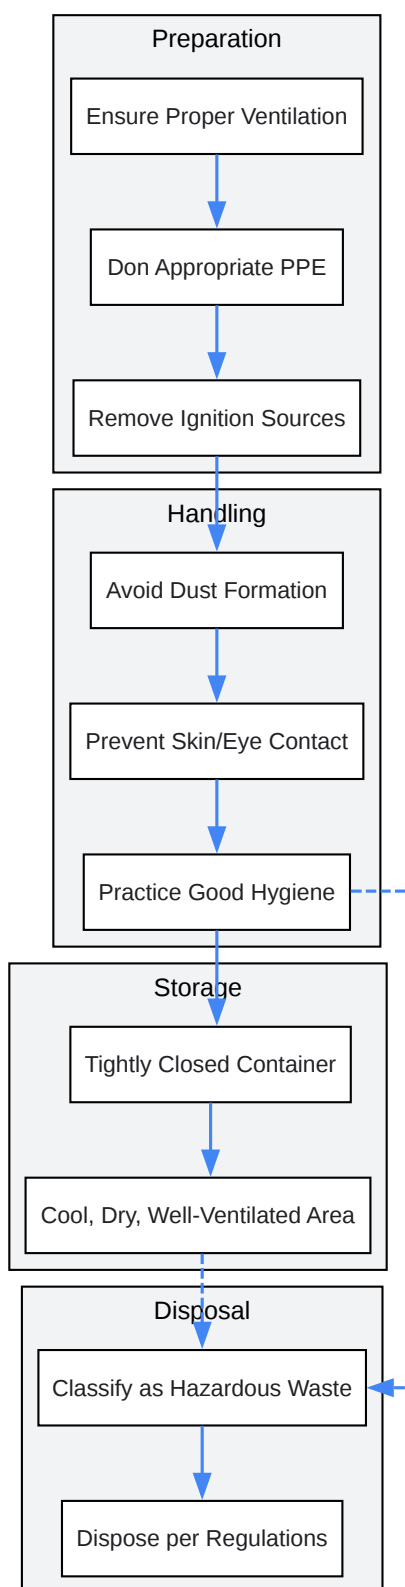 Preparation
Ensure Proper Ventilation
Don Appropriate PPE
Remove Ignition Sources
Handling
Avoid Dust Formation
Prevent Skin/Eye Contact
Practice Good Hygiene
Storage
Tightly Closed Container
Cool, Dry, Well-Ventilated Area
Disposal
Classify as Hazardous Waste
Dispose per Regulations